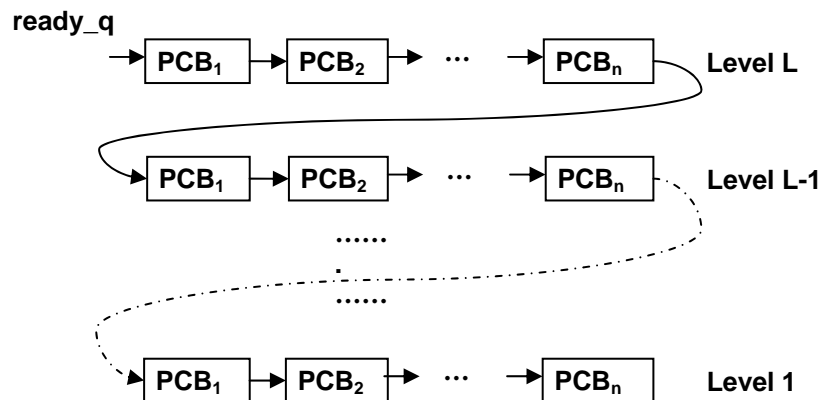 ready_q
PCB₁ PCB₂ ... PCBₙ Level L
PCB₁ PCB₂ ... PCBₙ Level L-1
......
.
......
PCB₁ PCB₂ ... PCBₙ Level 1